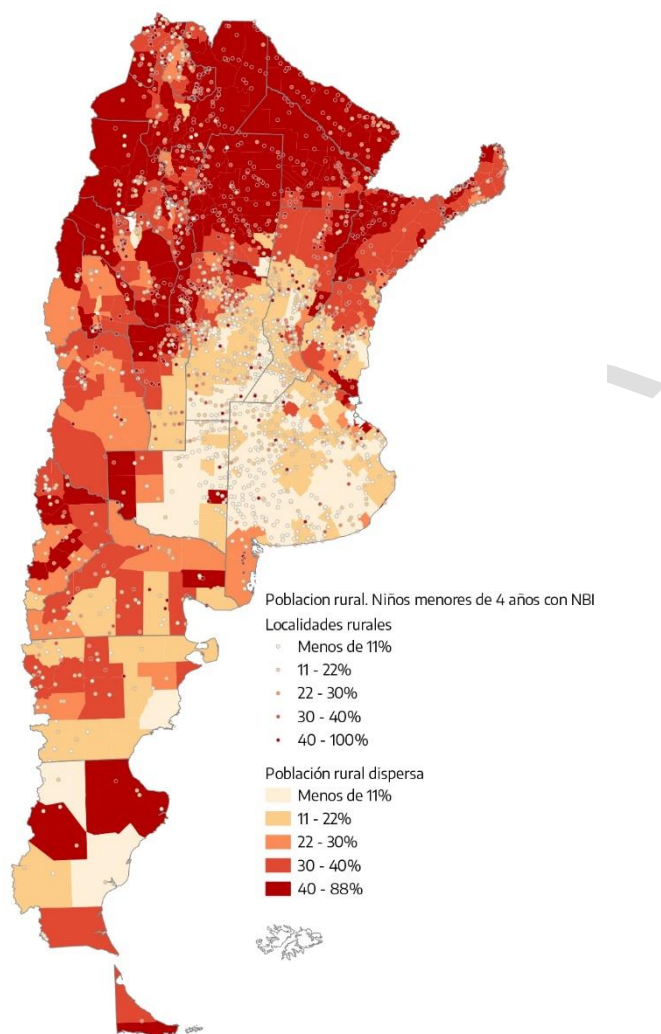 Poblacion rural. Niños menores de 4 años con NBI
Localidades rurales
Menos de 11%
11 - 22%
22 - 30%
30 - 40%
40 - 100%
Población rural dispersa
Menos de 11%
11 - 22%
22 - 30%
30 - 40%
40 - 88%